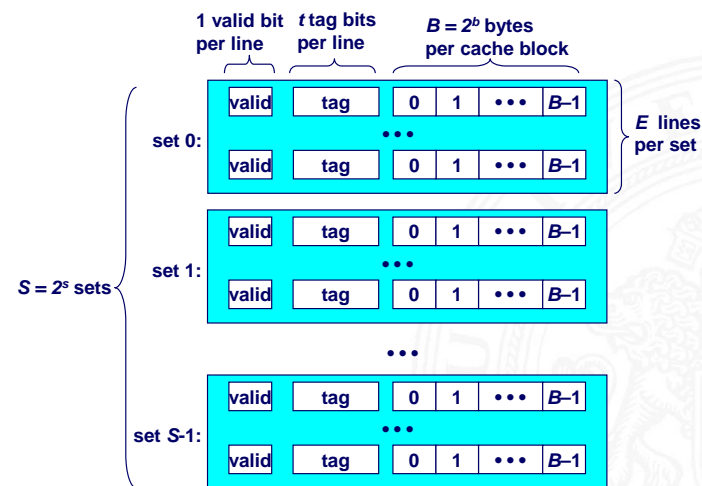 1 valid bit per line
t tag bits per line
B = 2^b bytes per cache block
set 0:
valid tag 0 1 ••• B–1
•••
valid tag 0 1 ••• B–1
E lines per set
set 1:
valid tag 0 1 ••• B–1
•••
valid tag 0 1 ••• B–1
S = 2^s sets
•••
set S-1:
valid tag 0 1 ••• B–1
•••
valid tag 0 1 ••• B–1